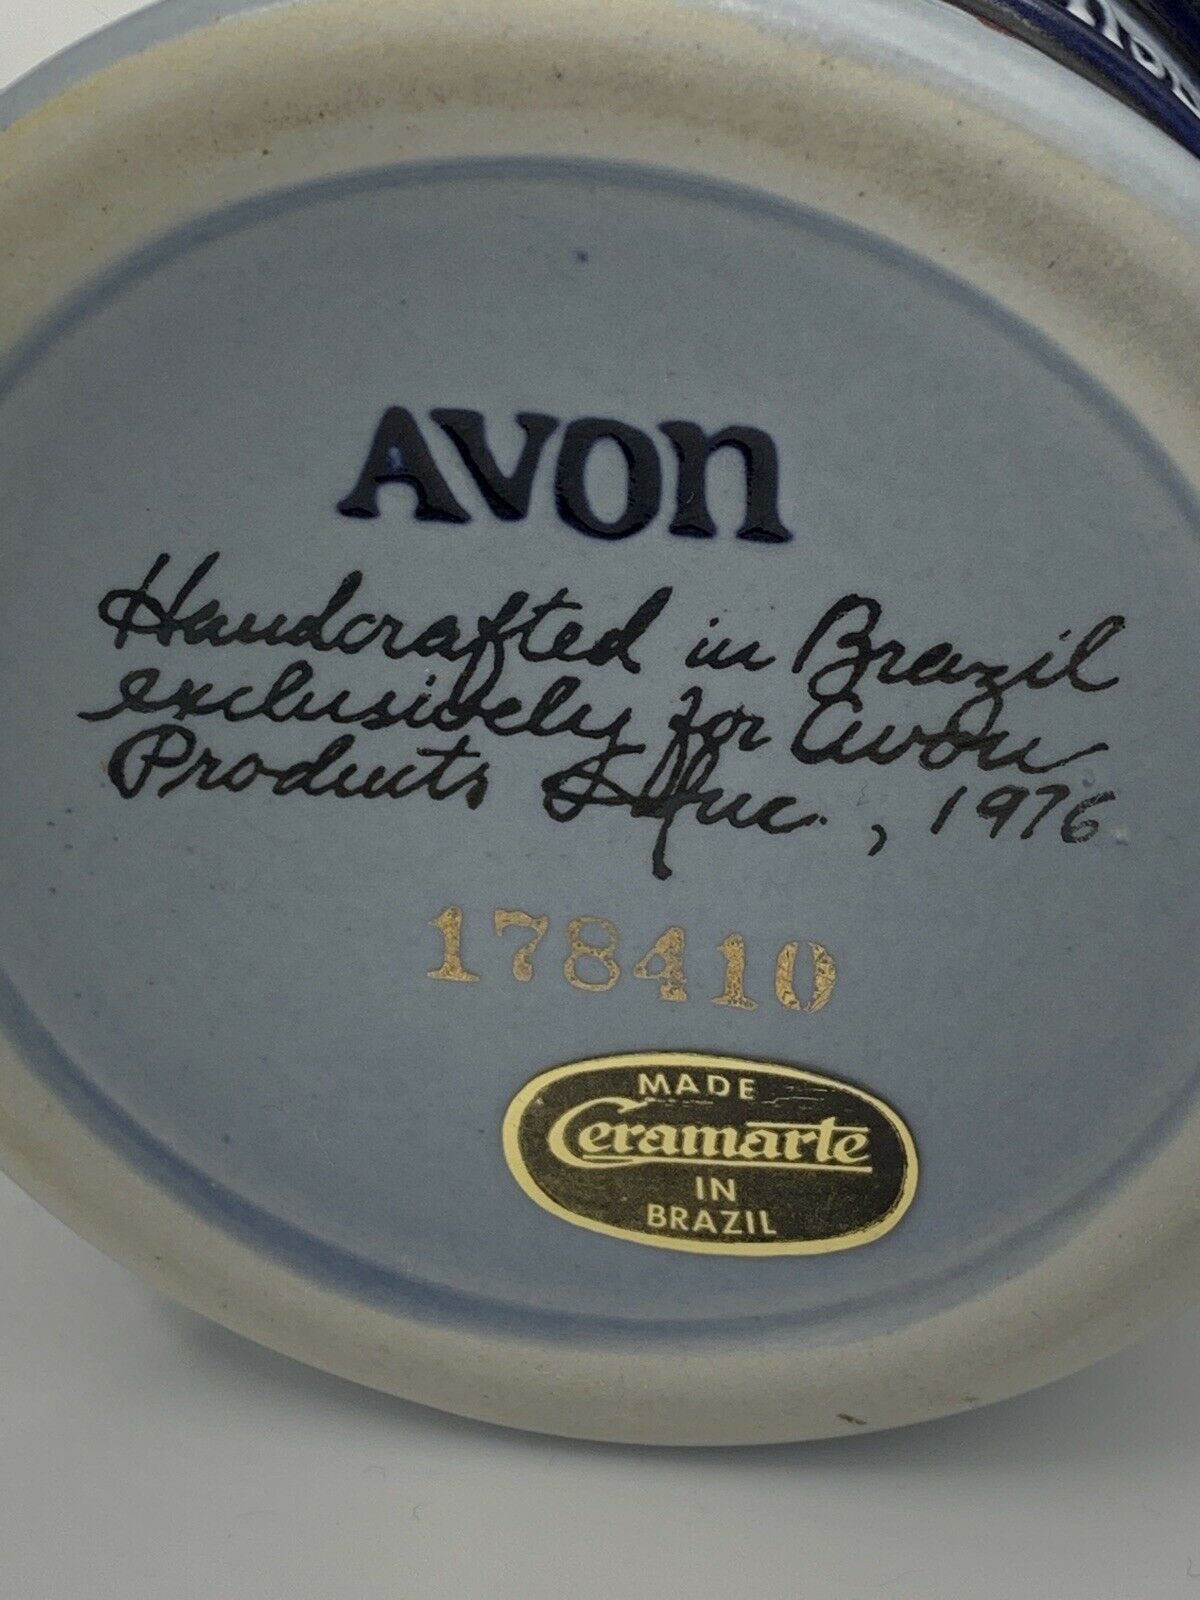 AVON
Handcrafted in Brazil
exclusively for Avon
Products Inc., 1976
178410
MADE
Ceramarte
IN
BRAZIL